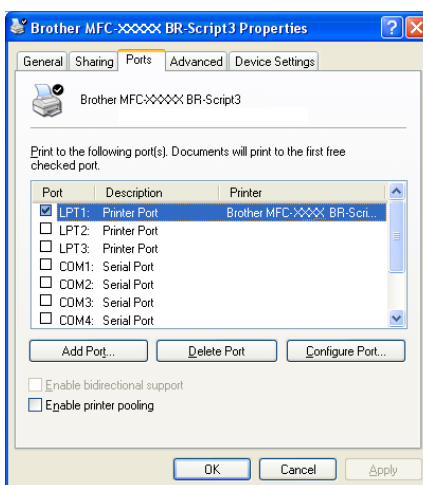 Brother MFC-XXXXX BR-Script3 Properties
General Sharing Ports Advanced Device Settings
Brother MFC-XXXX BR-Script3
Print to the following port(s). Documents will print to the first free
checked port.
Port Description Printer
LPT1: Printer Port Brother MFC-XXXX BR-Scri...
LPT2: Printer Port
LPT3: Printer Port
COM1: Serial Port
COM2: Serial Port
COM3: Serial Port
COM4: Serial Port
Add Port... Delete Port Configure Port...
Enable bidirectional support
Enable printer pooling
OK Cancel Apply